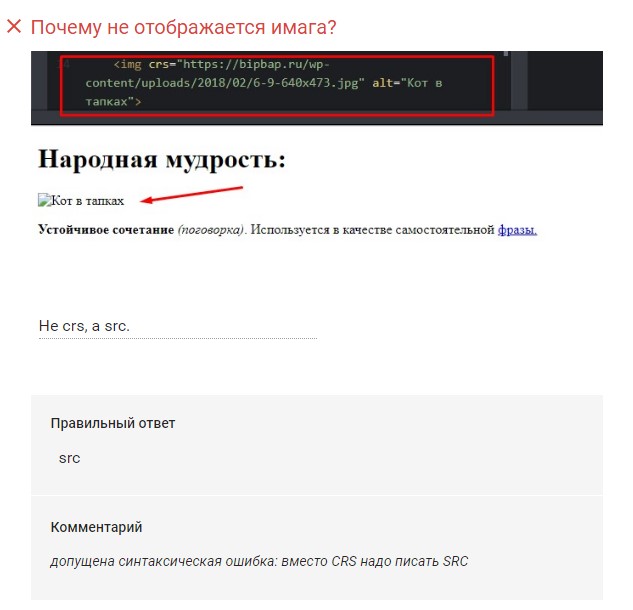 Почему не отображается имага?
<img crs="https://bipbap.ru/wp-
content/uploads/2018/02/6-9-640x473.jpg" alt="Кот в
тапках">
Народная мудрость:
Кот в тапках
Устойчивое сочетание (поговорка). Используется в качестве самостоятельной фразы.
Не crs, а src.
Правильный ответ
src
Комментарий
допущена синтаксическая ошибка: вместо CRS надо писать SRC